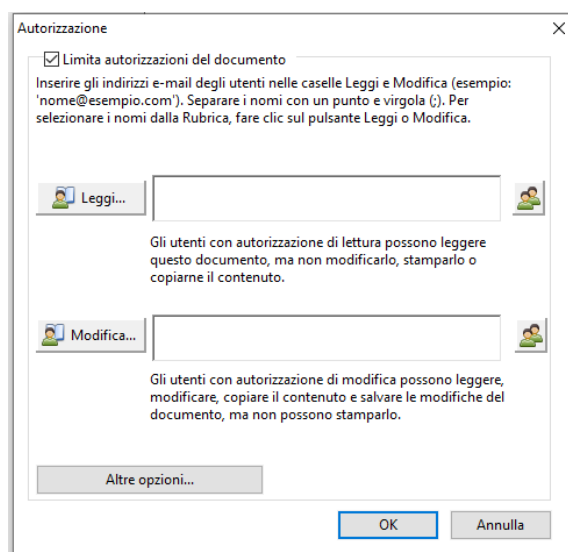 Autorizzazione
Limita autorizzazioni del documento
Inserire gli indirizzi e-mail degli utenti nelle caselle Leggi e Modifica (esempio:
'nome@esempio.com'). Separare i nomi con un punto e virgola (;). Per
selezionare i nomi dalla Rubrica, fare clic sul pulsante Leggi o Modifica.
Leggi...
Gli utenti con autorizzazione di lettura possono leggere
questo documento, ma non modificarlo, stamparlo o
copiarne il contenuto.
Modifica...
Gli utenti con autorizzazione di modifica possono leggere,
modificare, copiare il contenuto e salvare le modifiche del
documento, ma non possono stamparlo.
Altre opzioni...
OK
Annulla